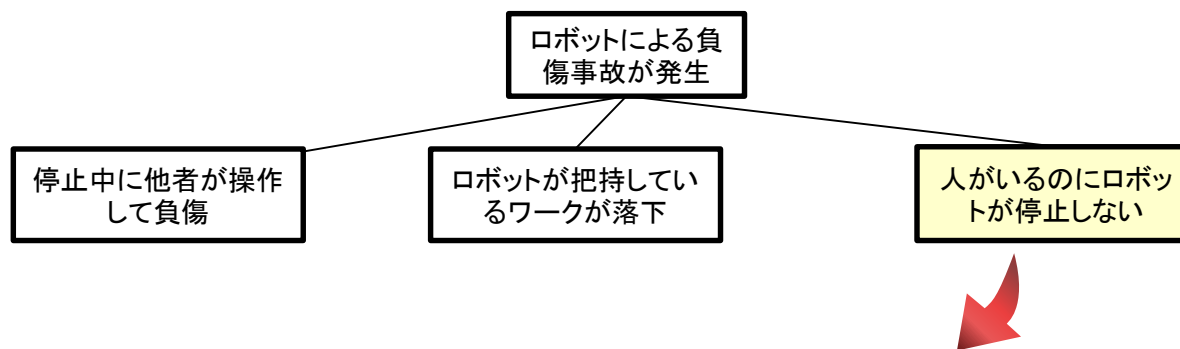 ロボットによる負
傷事故が発生
停止中に他者が操作
して負傷
ロボットが把持してい
るワークが落下
人がいるのにロボッ
トが停止しない